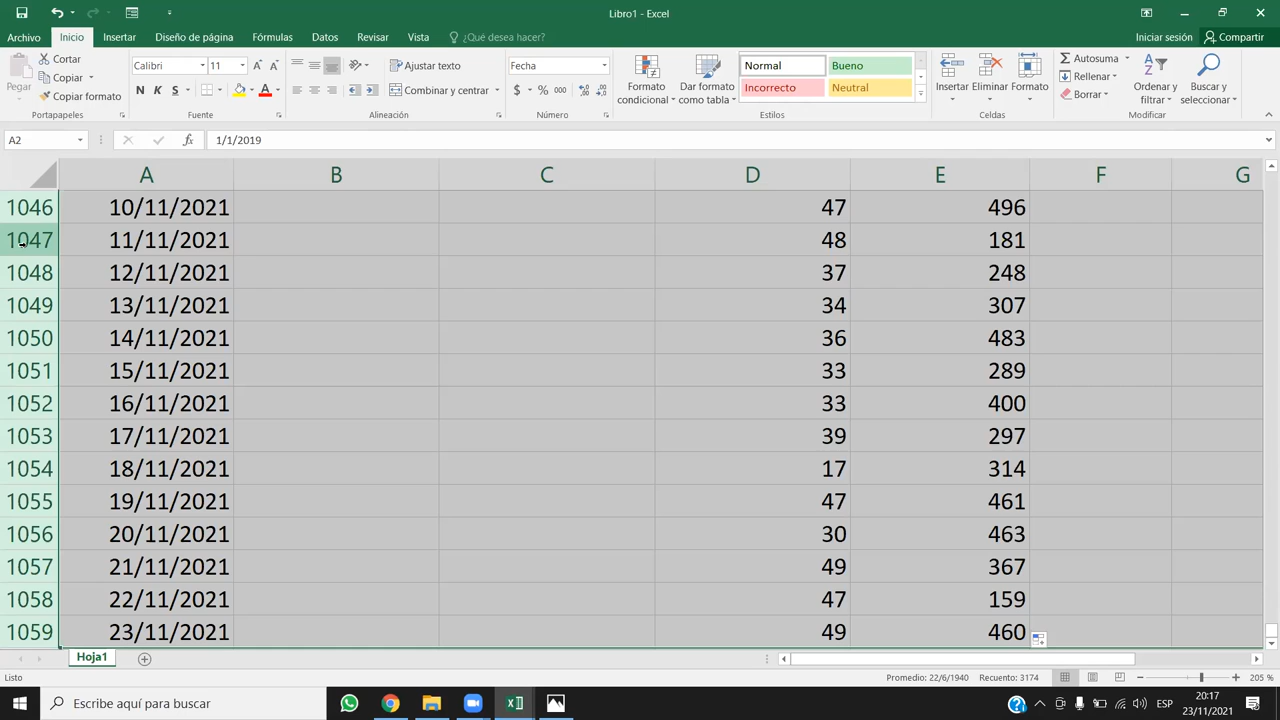 Libro1 - Excel
Archivo Inicio Insertar Diseño de página Fórmulas Datos Revisar Vista ¿Qué desea hacer? Iniciar sesión Compartir
Pegar
Cortar
Copiar
Copiar formato
Portapapeles
Calibri 11
N K S A
Fuente
Ajustar texto
Combinar y centrar
Alineación
Fecha
$ % 000
Número
Formato condicional
Dar formato como tabla
Normal Bueno
Incorrecto Neutral
Estilos
Insertar Eliminar Formato
Celdas
Autosuma
Rellenar
Borrar
Ordenar y filtrar
Buscar y seleccionar
Modificar
A2 fx 1/1/2019
A B C D E F G
1046 10/11/2021 47 496
1047 11/11/2021 48 181
1048 12/11/2021 37 248
1049 13/11/2021 34 307
1050 14/11/2021 36 483
1051 15/11/2021 33 289
1052 16/11/2021 33 400
1053 17/11/2021 39 297
1054 18/11/2021 17 314
1055 19/11/2021 47 461
1056 20/11/2021 30 463
1057 21/11/2021 49 367
1058 22/11/2021 47 159
1059 23/11/2021 49 460
Hoja1
Listo Promedio: 22/6/1940 Recuento: 3174 205 %
Escribe aquí para buscar ESP 20:17
23/11/2021